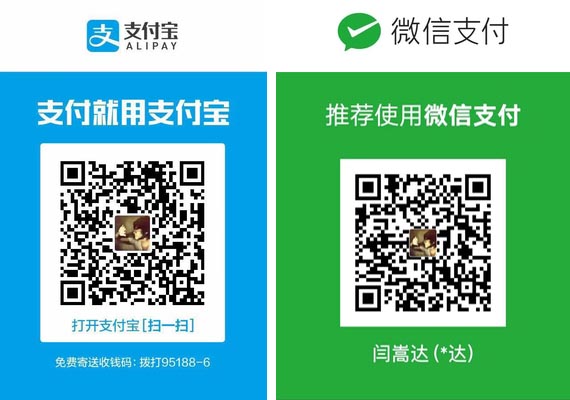 支付宝
ALIPAY
支付就用支付宝
打开支付宝[扫一扫]
免费寄送收钱码：拨打95188-6
微信支付
推荐使用微信支付
闫嵩达(*达)